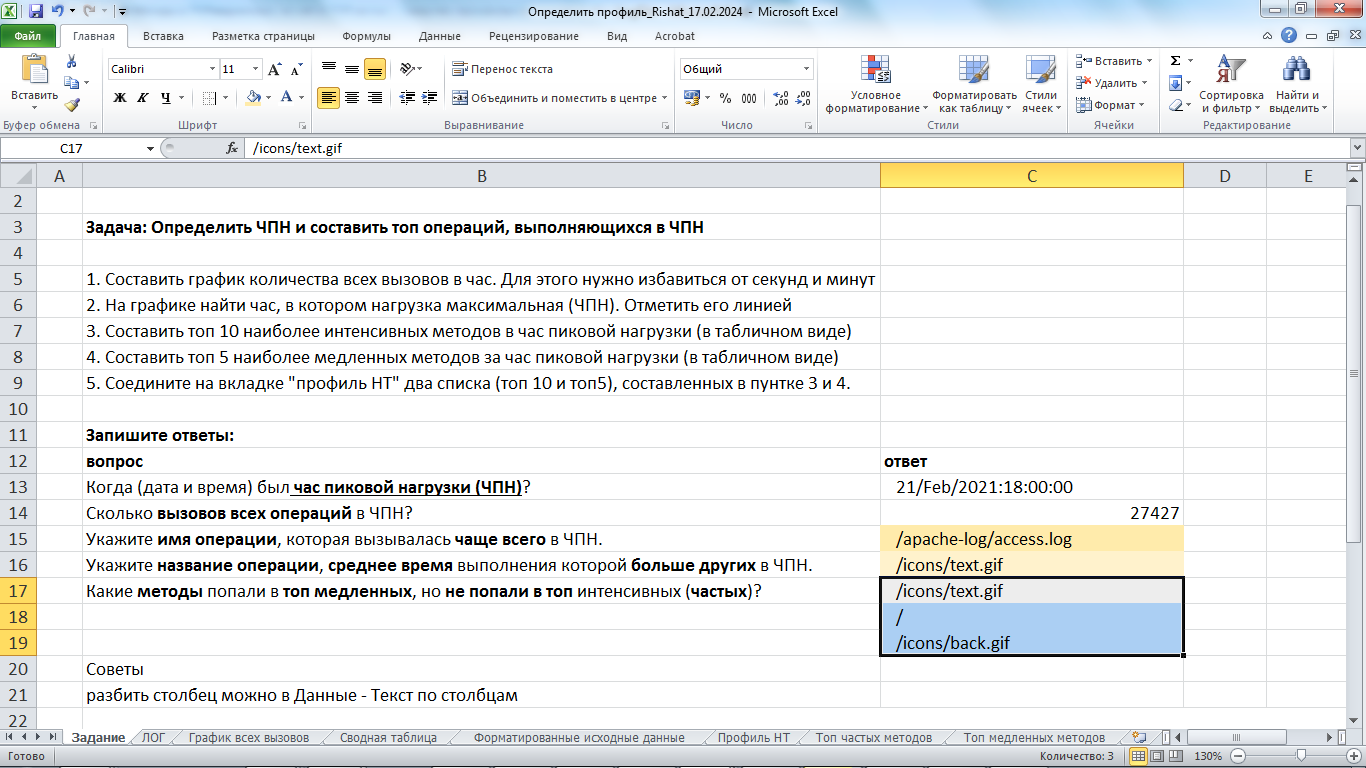 Определить профиль_Rishat_17.02.2024 - Microsoft Excel
Файл Главная Вставка Разметка страницы Формулы Данные Рецензирование Вид Acrobat
Вставить
Calibri 11
Ж К Ч
Перенос текста
Объединить и поместить в центре
Общий
% 000
Условное форматирование
Форматировать как таблицу
Стили ячеек
Вставить
Удалить
Формат
Σ
Сортировка и фильтр
Найти и выделить
Буфер обмена Шрифт Выравнивание Число Стили Ячейки Редактирование
C17 fx /icons/text.gif
A B C D E
2
3 Задача: Определить ЧПН и составить топ операций, выполняющихся в ЧПН
4
5 1. Составить график количества всех вызовов в час. Для этого нужно избавиться от секунд и минут
6 2. На графике найти час, в котором нагрузка максимальная (ЧПН). Отметить его линией
7 3. Составить топ 10 наиболее интенсивных методов в час пиковой нагрузки (в табличном виде)
8 4. Составить топ 5 наиболее медленных методов за час пиковой нагрузки (в табличном виде)
9 5. Соедините на вкладке "профиль НТ" два списка (топ 10 и топ5), составленных в пунтке 3 и 4.
10
11 Запишите ответы:
12 вопрос ответ
13 Когда (дата и время) был час пиковой нагрузки (ЧПН)? 21/Feb/2021:18:00:00
14 Сколько вызовов всех операций в ЧПН? 27427
15 Укажите имя операции, которая вызывалась чаще всего в ЧПН. /apache-log/access.log
16 Укажите название операции, среднее время выполнения которой больше других в ЧПН. /icons/text.gif
17 Какие методы попали в топ медленных, но не попали в топ интенсивных (частых)? /icons/text.gif
18 /
19 /icons/back.gif
20 Советы
21 разбить столбец можно в Данные - Текст по столбцам
22
Задание ЛОГ График всех вызовов Сводная таблица Форматированные исходные данные Профиль НТ Топ частых методов Топ медленных методов
Готово Количество: 3 130%